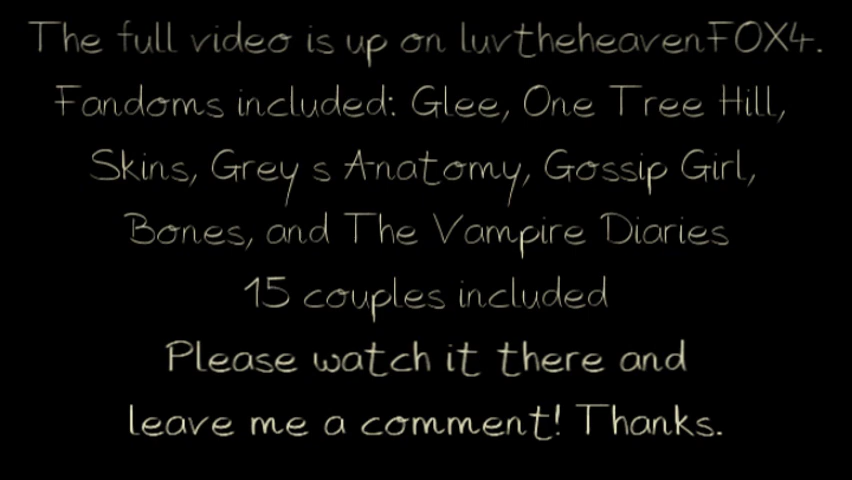 The full video is up on luvtheheavenFOX4.
Fandoms included: Glee, One Tree Hill,
Skins, Grey s Anatomy, Gossip Girl,
Bones, and The Vampire Diaries
15 couples included
Please watch it there and
leave me a comment! Thanks.